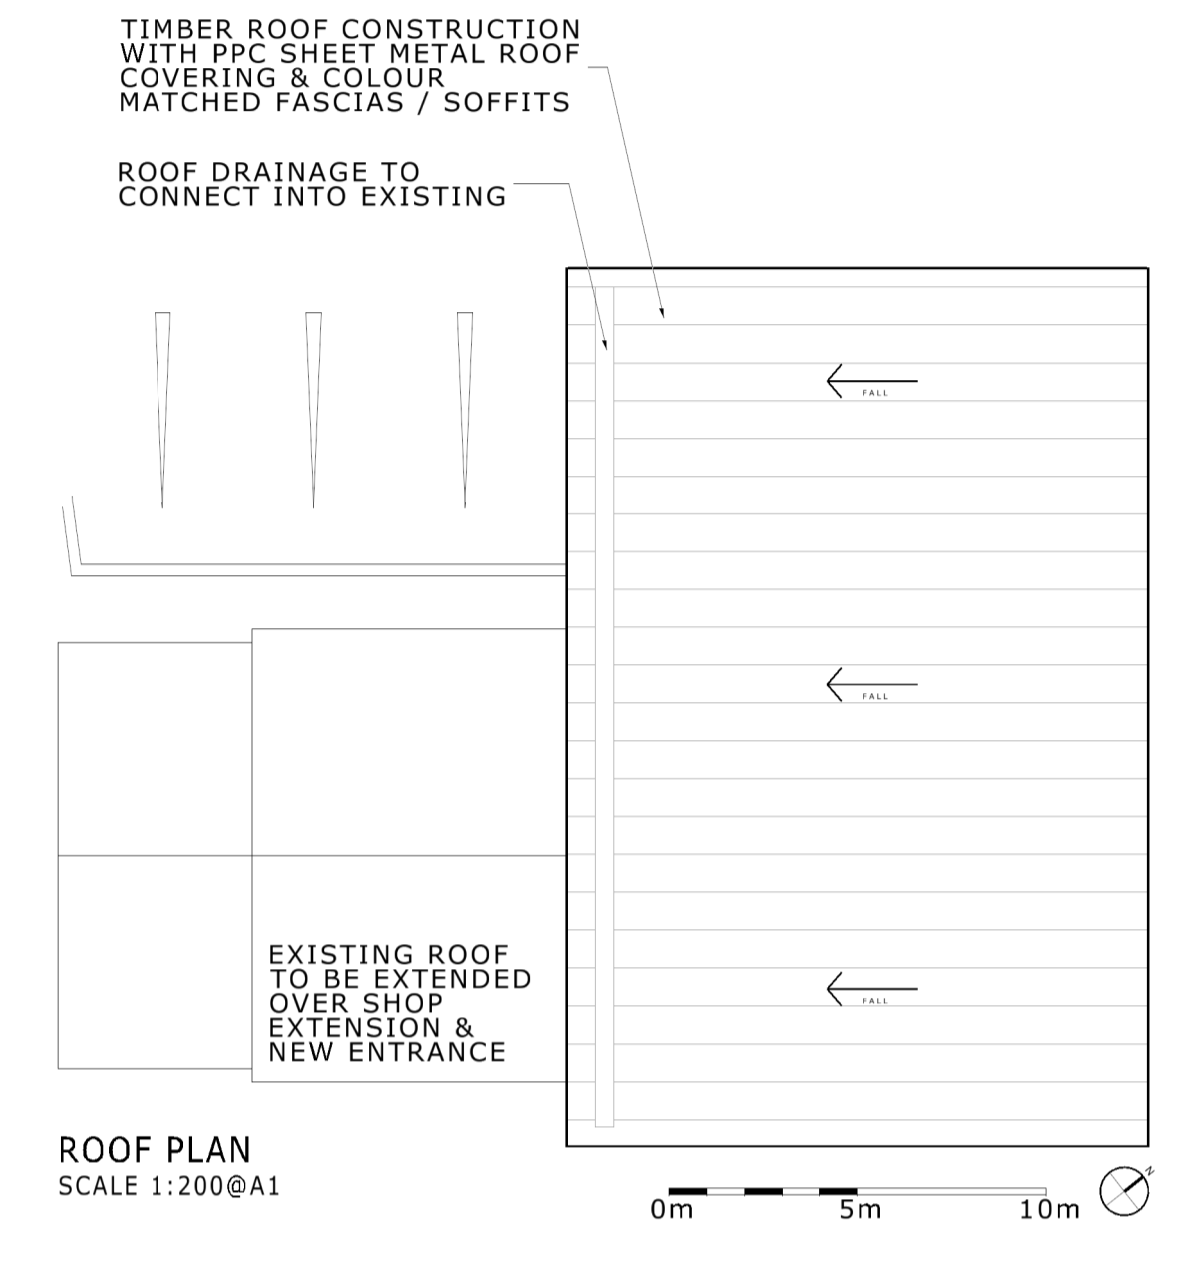 TIMBER ROOF CONSTRUCTION
WITH PPC SHEET METAL ROOF
COVERING & COLOUR
MATCHED FASCIAS / SOFFITS
ROOF DRAINAGE TO
CONNECT INTO EXISTING
FALL
FALL
FALL
EXISTING ROOF
TO BE EXTENDED
OVER SHOP
EXTENSION &
NEW ENTRANCE
ROOF PLAN
SCALE 1:200@A1
0m 5m 10m
N